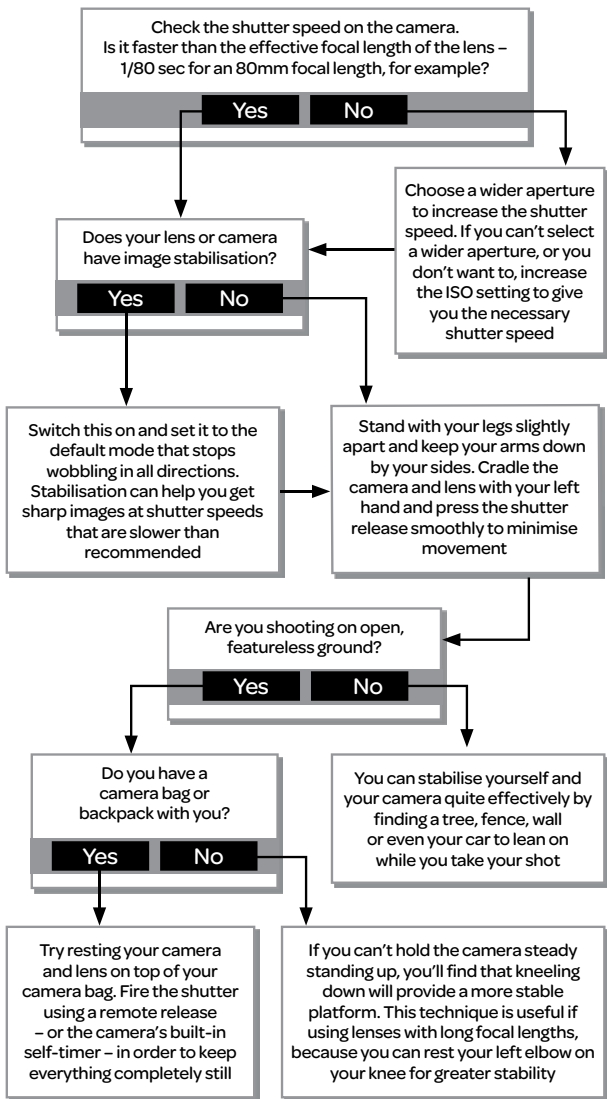 Check the shutter speed on the camera.
Is it faster than the effective focal length of the lens –
1/80 sec for an 80mm focal length, for example?
Yes
No
Choose a wider aperture
to increase the shutter
speed. If you can't select
a wider aperture, or you
don't want to, increase
the ISO setting to give
you the necessary
shutter speed
Does your lens or camera
have image stabilisation?
Yes
No
Switch this on and set it to the
default mode that stops
wobbling in all directions.
Stabilisation can help you get
sharp images at shutter speeds
that are slower than
recommended
Stand with your legs slightly
apart and keep your arms down
by your sides. Cradle the
camera and lens with your left
hand and press the shutter
release smoothly to minimise
movement
Are you shooting on open,
featureless ground?
Yes
No
Do you have a
camera bag or
backpack with you?
Yes
No
You can stabilise yourself and
your camera quite effectively by
finding a tree, fence, wall
or even your car to lean on
while you take your shot
Try resting your camera
and lens on top of your
camera bag. Fire the shutter
using a remote release
– or the camera's built-in
self-timer – in order to keep
everything completely still
If you can't hold the camera steady
standing up, you'll find that kneeling
down will provide a more stable
platform. This technique is useful if
using lenses with long focal lengths,
because you can rest your left elbow on
your knee for greater stability